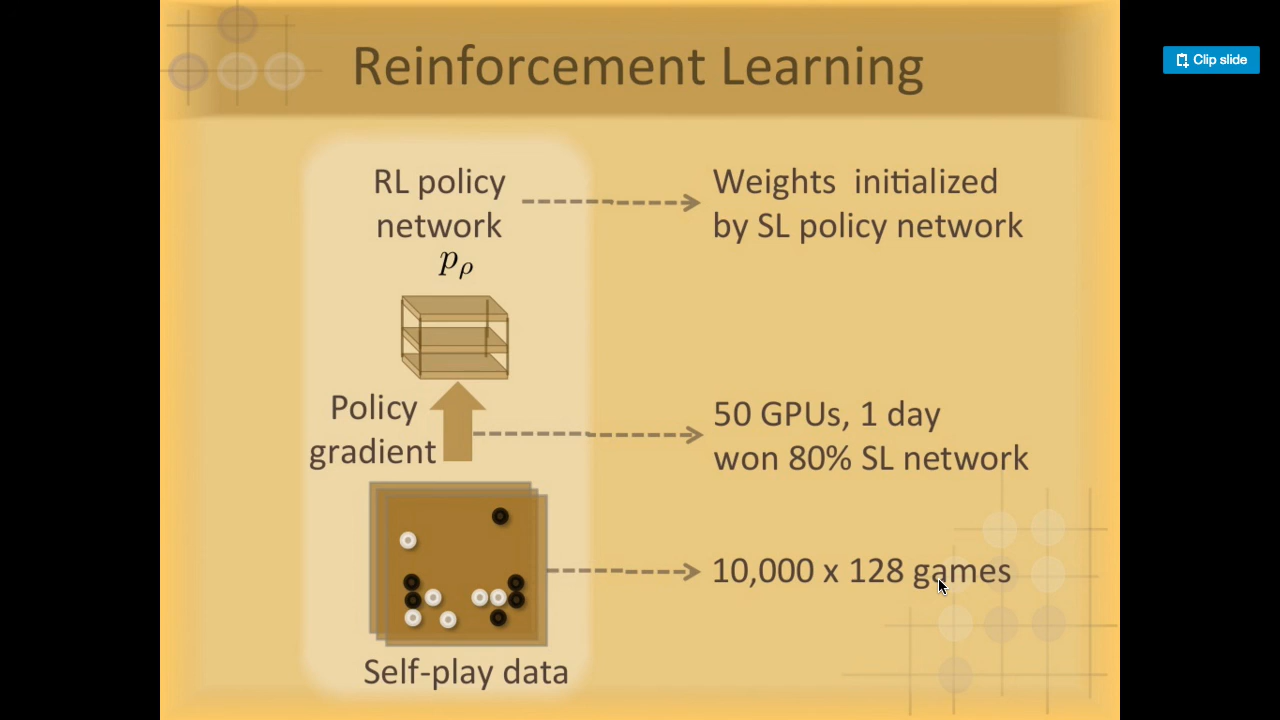 Reinforcement Learning
Clip slide
RL policy
network
pρ
Weights initialized
by SL policy network
Policy
gradient
50 GPUs, 1 day
won 80% SL network
10,000 x 128 games
Self-play data